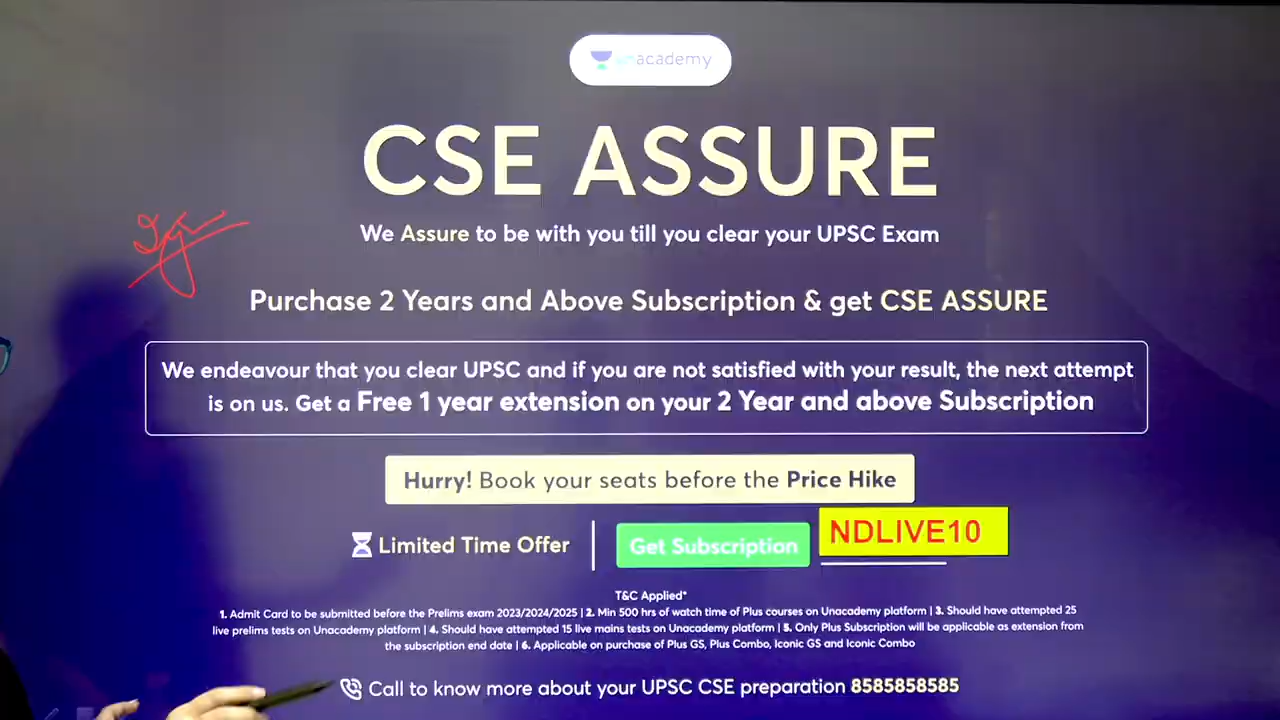 unacademy
CSE ASSURE
We Assure to be with you till you clear your UPSC Exam
Purchase 2 Years and Above Subscription & get CSE ASSURE
We endeavour that you clear UPSC and if you are not satisfied with your result, the next attempt
is on us. Get a Free 1 year extension on your 2 Year and above Subscription
Hurry! Book your seats before the Price Hike
Limited Time Offer
Get Subscription
NDLIVE10
T&C Applied*
1. Admit Card to be submitted before the Prelims exam 2023/2024/2025 | 2. Min 500 hrs of watch time of Plus courses on Unacademy platform | 3. Should have attempted 25
live prelims tests on Unacademy platform | 4. Should have attempted 15 live mains tests on Unacademy platform | 5. Only Plus Subscription will be applicable as extension from
the subscription end date | 6. Applicable on purchase of Plus GS, Plus Combo, Iconic GS and Iconic Combo
Call to know more about your UPSC CSE preparation 8585858585